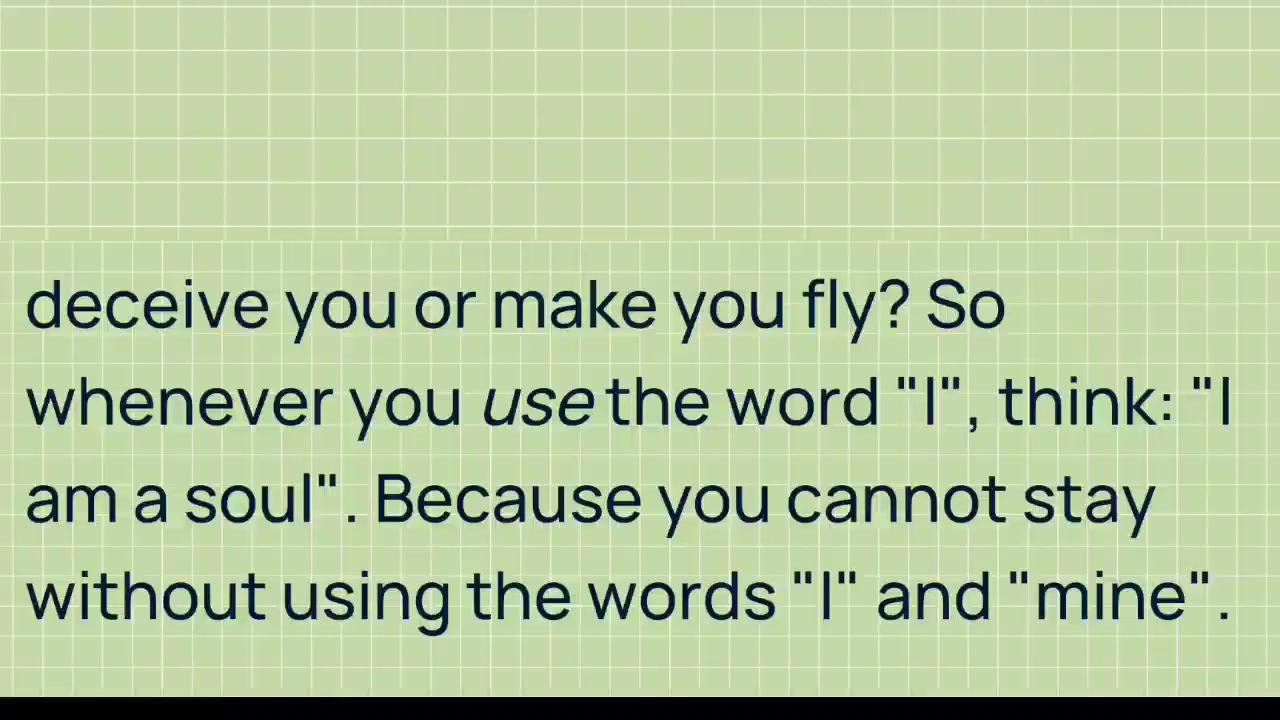 deceive you or make you fly? So
whenever you use the word "I", think: "I
am a soul". Because you cannot stay
without using the words "I" and "mine".